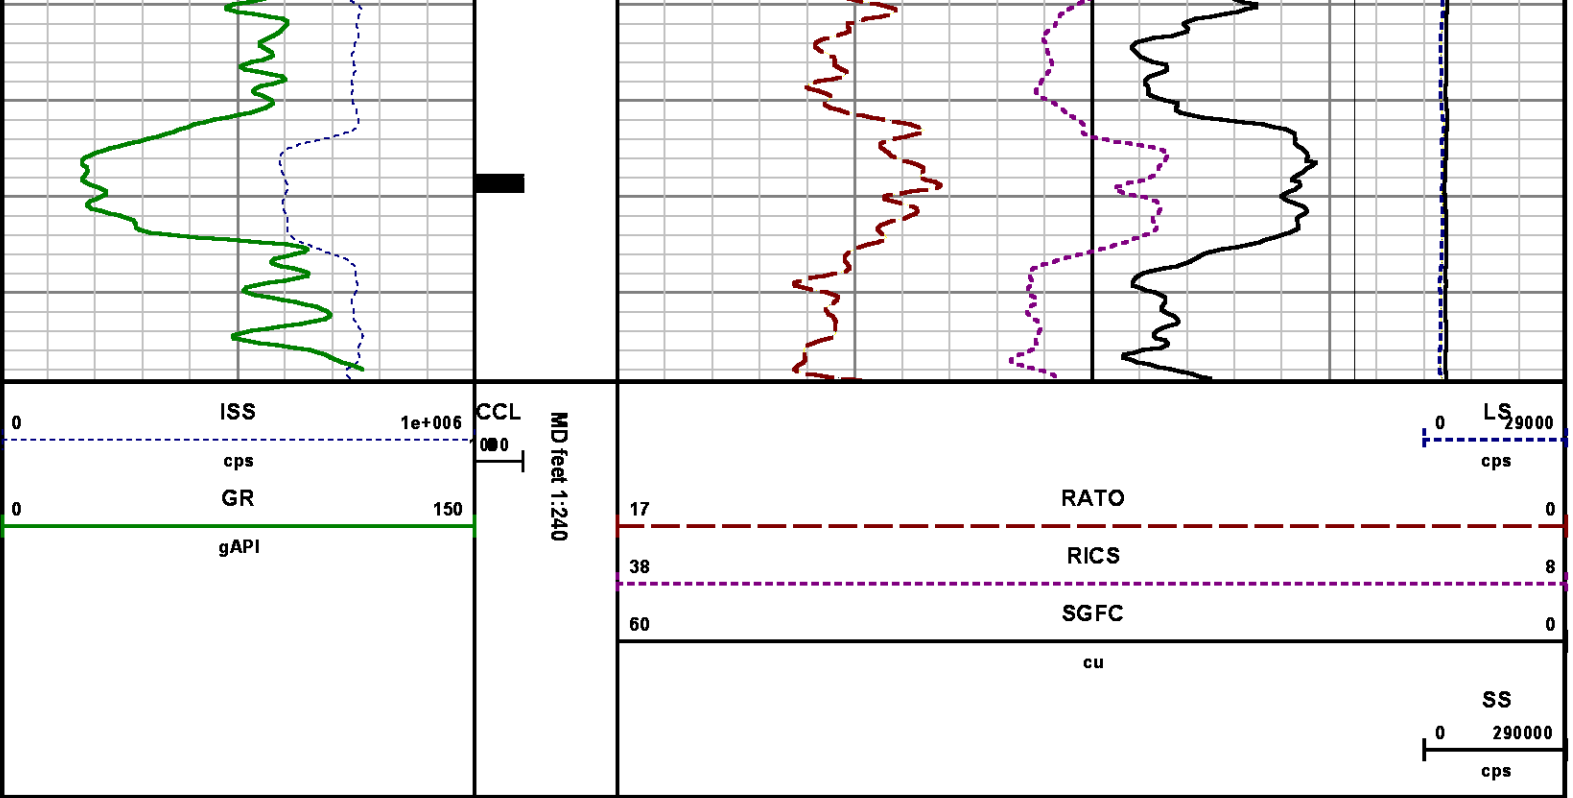 ISS
0 1e+006
cps
GR
0 150
gAPI
CCL
MD feet 1:240
LS
0 29000
cps
RATO
17 0
RICS
38 8
SGFC
60 0
cu
SS
0 290000
cps